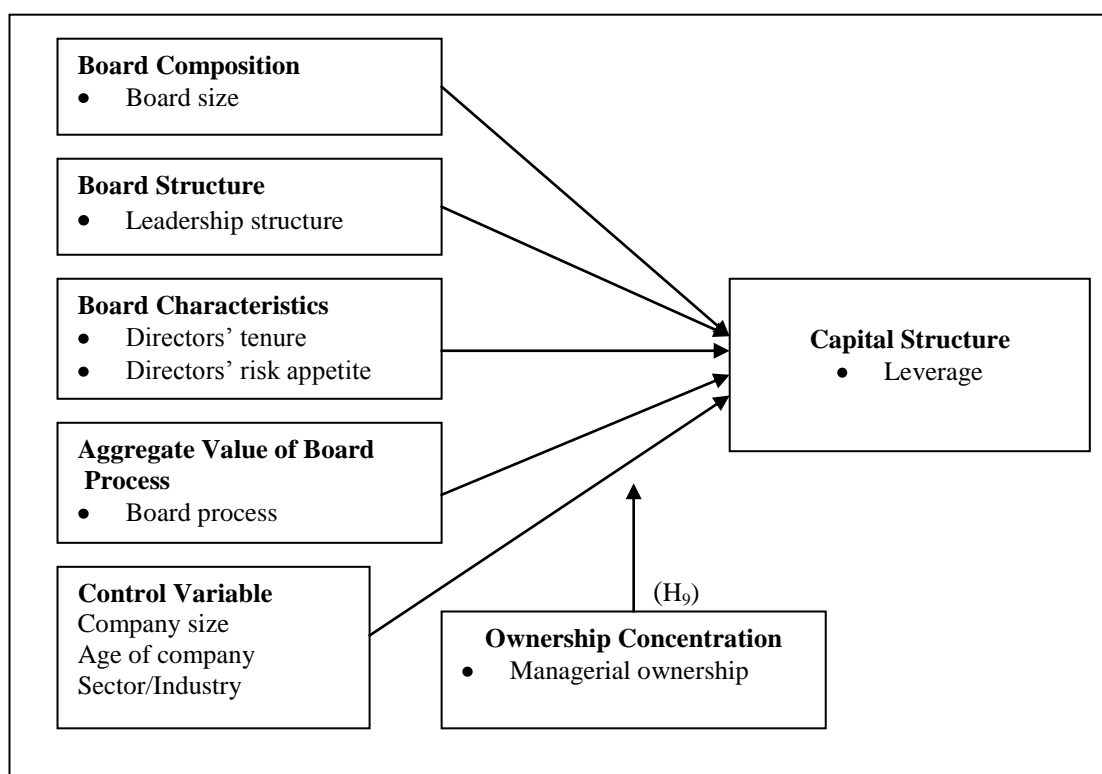 Board Composition
• Board size
Board Structure
• Leadership structure
Board Characteristics
• Directors’ tenure
• Directors’ risk appetite
Aggregate Value of Board
Process
• Board process
Control Variable
Company size
Age of company
Sector/Industry
Capital Structure
• Leverage
(H₉)
Ownership Concentration
• Managerial ownership